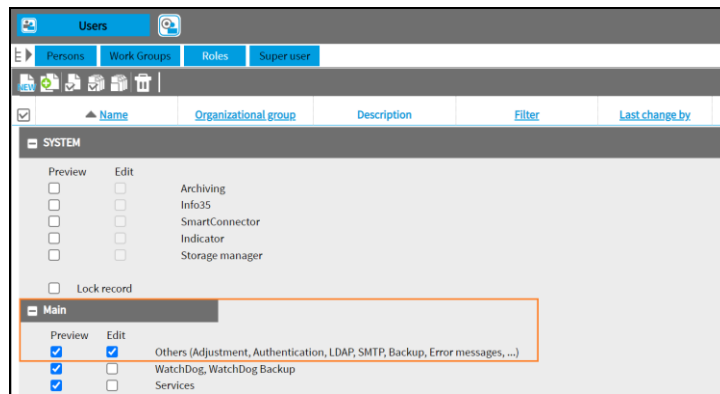 Users
Persons Work Groups Roles Super user
NEW
Name Organizational group Description Filter Last change by
SYSTEM
Preview Edit
Archiving
Info35
SmartConnector
Indicator
Storage manager
Lock record
Main
Preview Edit
Others (Adjustment, Authentication, LDAP, SMTP, Backup, Error messages, ...)
WatchDog, WatchDog Backup
Services